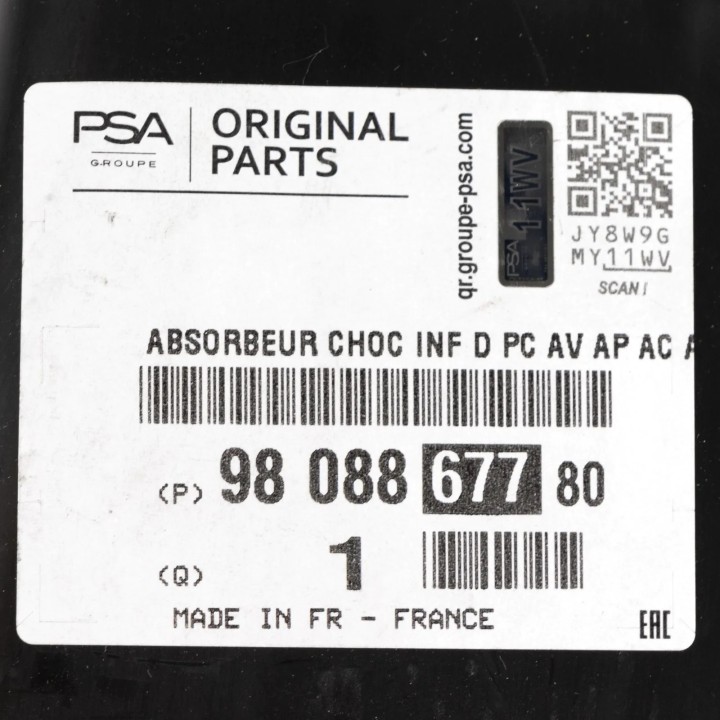 PSA
GROUPE
ORIGINAL
PARTS
qr.groupe-psa.com
PSA 11WV
JY8W9G
MY11WV
SCAN!
ABSORBEUR CHOC INF D PC AV AP AC A
(P) 98 088 677 80
(Q) 1
MADE IN FR - FRANCE
EAC